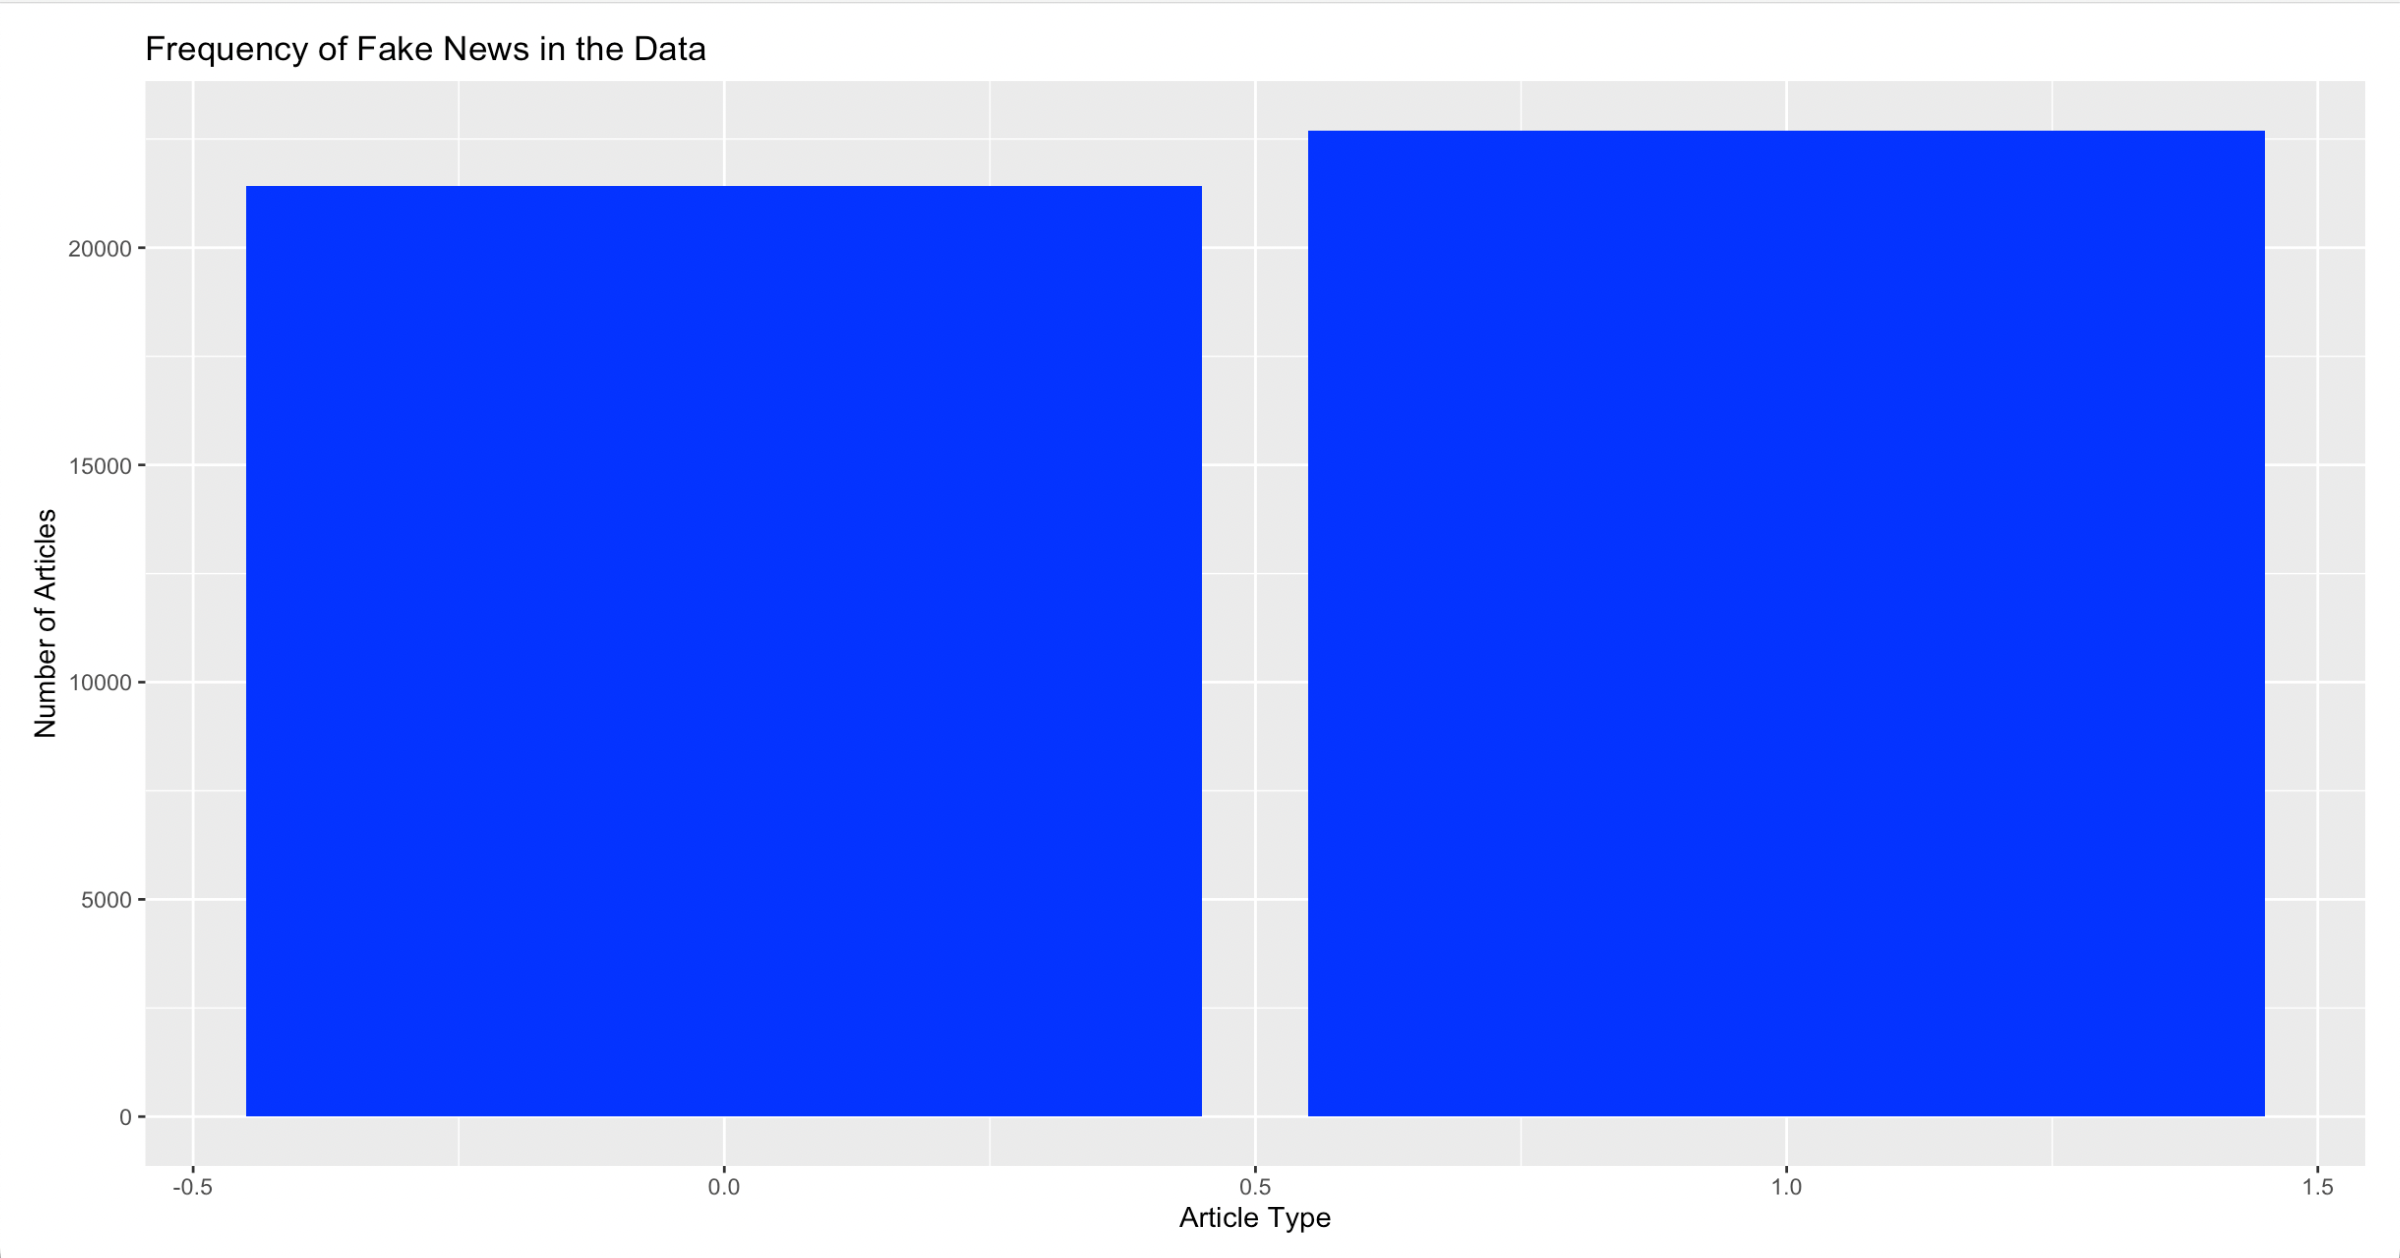 Frequency of Fake News in the Data
20000
15000
10000
5000
0
Number of Articles
-0.5 0.0 0.5 1.0 1.5
Article Type